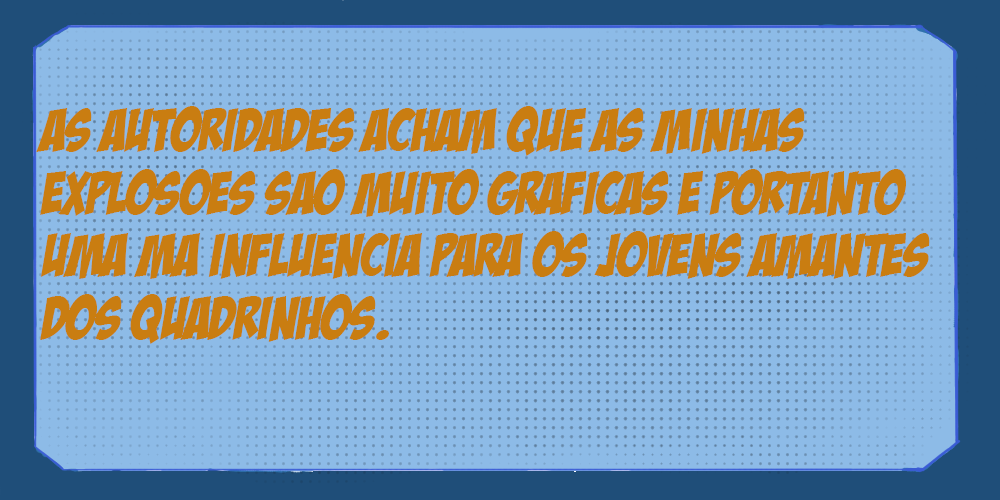 AS AUTORIDADES ACHAM QUE AS MINHAS
EXPLOSOES SAO MUITO GRAFICAS E PORTANTO
UMA MA INFLUENCIA PARA OS JOVENS AMANTES
DOS QUADRINHOS.